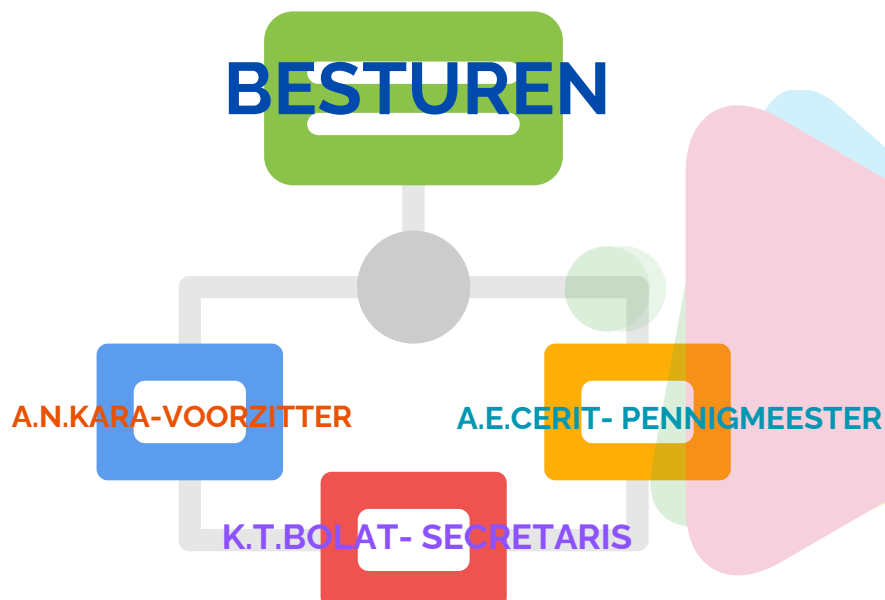 BESTUREN
A.N.KARA-VOORZITTER
A.E.CERIT- PENNIGMEESTER
K.T.BOLAT- SECRETARIS